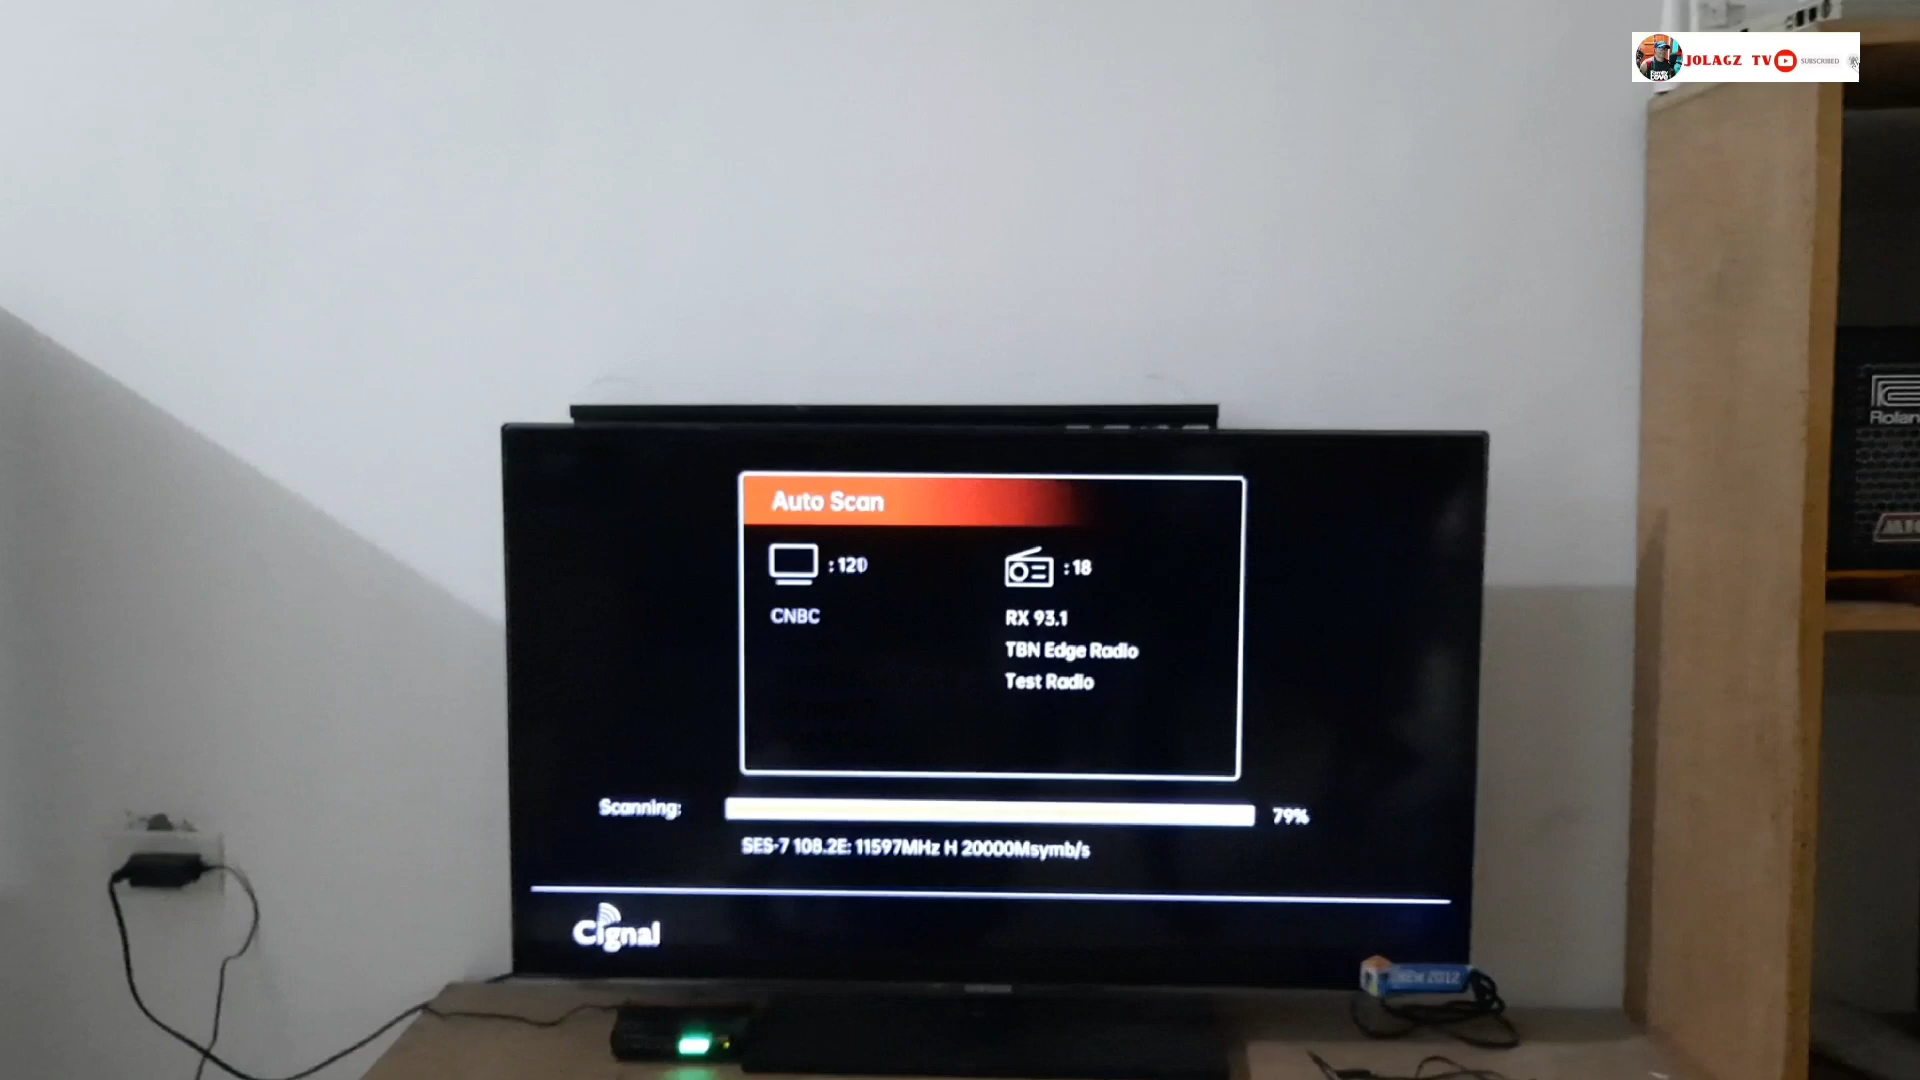 JOLAGZ TV
SUBSCRIBED
Auto Scan
: 120
: 18
CNBC
RX 93.1
TBN Edge Radio
Test Radio
Scanning:
79%
SES-7 108.2E: 11597MHz H 20000Msymb/s
Cignal